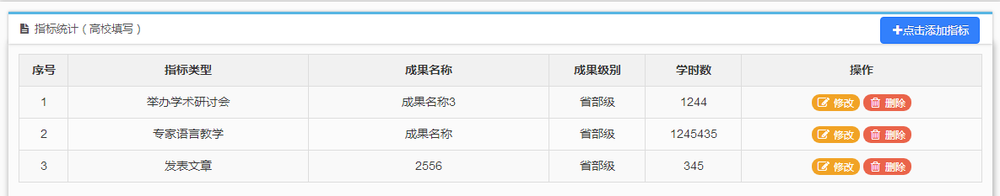 指标统计（高校填写）
点击添加指标
序号 指标类型 成果名称 成果级别 学时数 操作
1 举办学术研讨会 成果名称3 省部级 1244 修改 删除
2 专家语言教学 成果名称 省部级 1245435 修改 删除
3 发表文章 2556 省部级 345 修改 删除